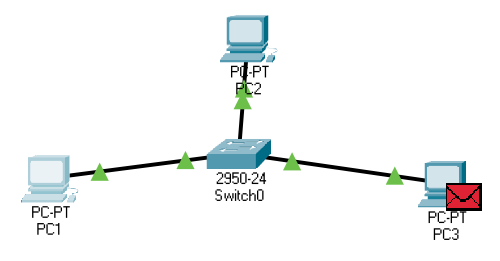 PC-PT
PC2
2950-24
Switch0
PC-PT
PC1
PC-PT
PC3